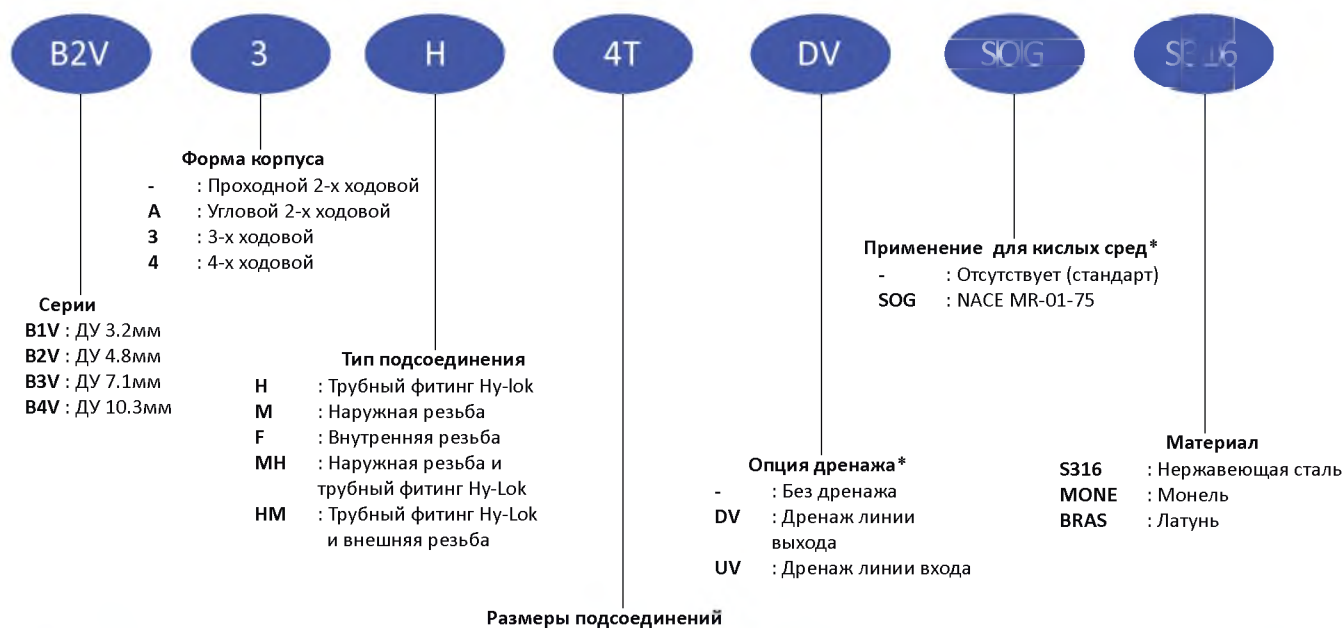 B2V 3 H 4T DV SOG S316
Форма корпуса
- : Проходной 2-х ходовой
A : Угловой 2-х ходовой
3 : 3-х ходовой
4 : 4-х ходовой
Применение для кислых сред*
- : Отсутствует (стандарт)
SOG : NACE MR-01-75
Серии
B1V : ДУ 3.2мм
B2V : ДУ 4.8мм
B3V : ДУ 7.1мм
B4V : ДУ 10.3мм
Тип подсоединения
H : Трубный фитинг Hy-lok
M : Наружная резьба
F : Внутренняя резьба
MH : Наружная резьба и
трубный фитинг Hy-Lok
HM : Трубный фитинг Hy-Lok
и внешняя резьба
Опция дренажа*
- : Без дренажа
DV : Дренаж линии
выхода
UV : Дренаж линии входа
Материал
S316 : Нержавеющая сталь
MONE : Монель
BRAS : Латунь
Размеры подсоединений